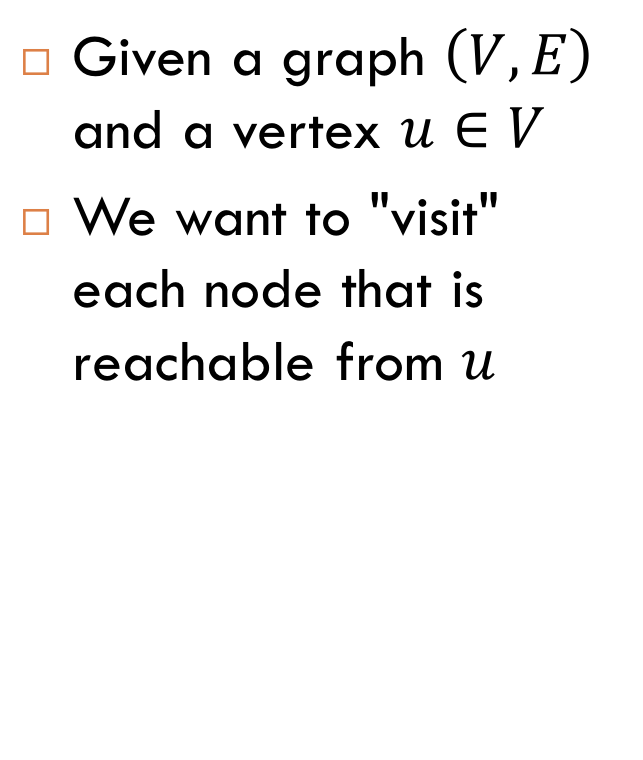 Given a graph (V, E)
and a vertex u ∈ V
We want to "visit"
each node that is
reachable from u